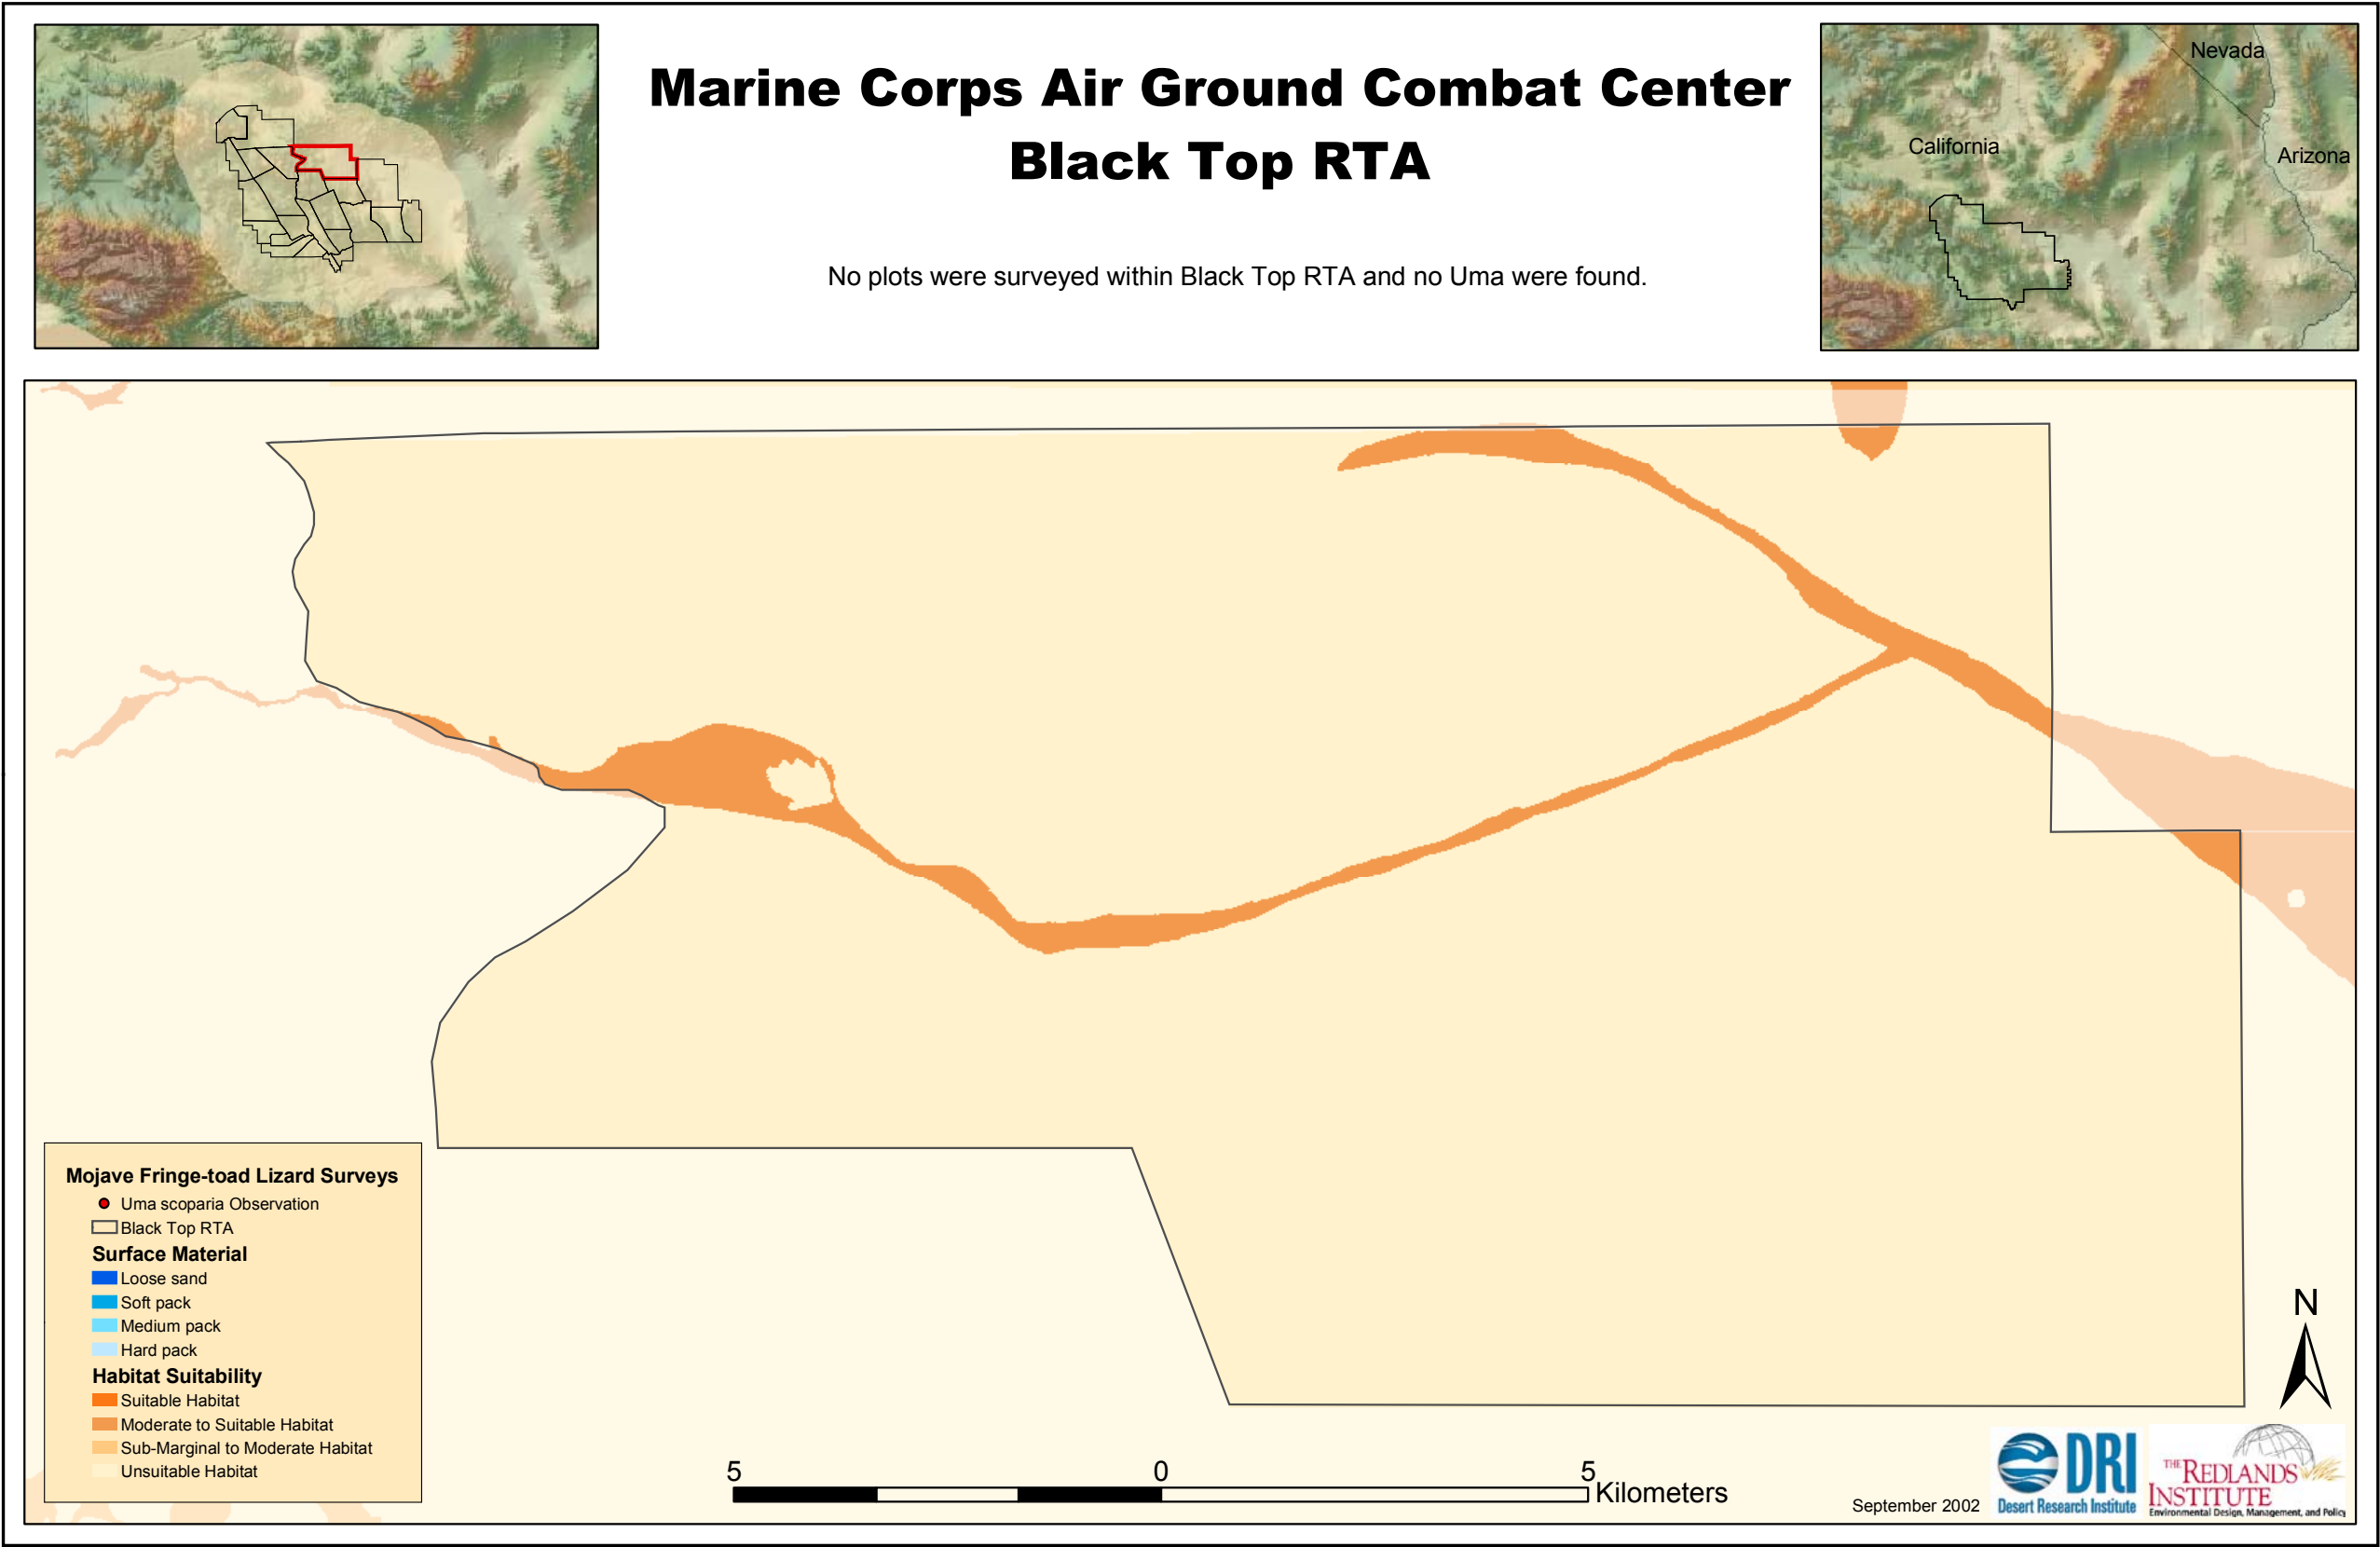 Marine Corps Air Ground Combat Center
Black Top RTA
No plots were surveyed within Black Top RTA and no Uma were found.
Nevada
California
Arizona
Mojave Fringe-toad Lizard Surveys
Uma scoparia Observation
Black Top RTA
Surface Material
Loose sand
Soft pack
Medium pack
Hard pack
Habitat Suitability
Suitable Habitat
Moderate to Suitable Habitat
Sub-Marginal to Moderate Habitat
Unsuitable Habitat
5 0 5
Kilometers
N
September 2002
DRI
Desert Research Institute
THE REDLANDS
INSTITUTE
Environmental Design, Management, and Policy